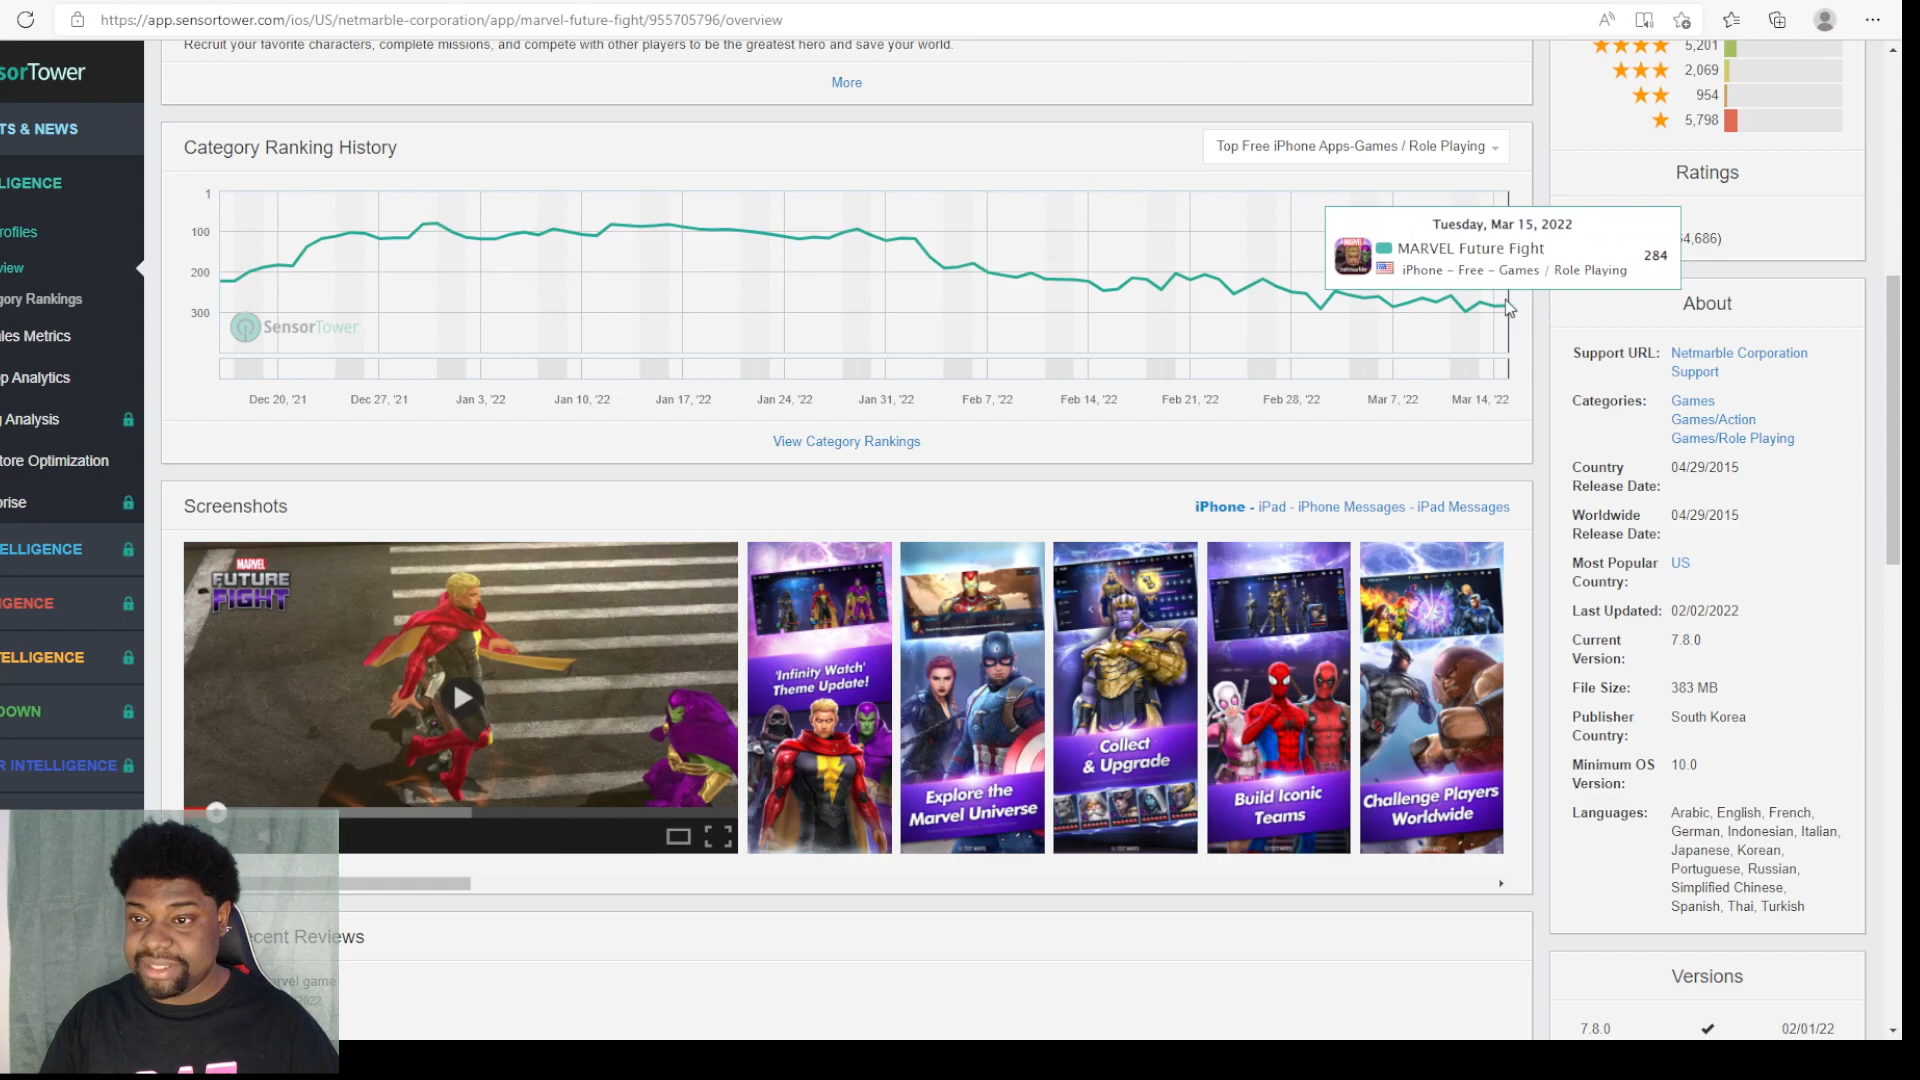 https://app.sensortower.com/ios/US/netmarble-corporation/app/marvel-future-fight/955705796/overview
Recruit your favorite characters, complete missions, and compete with other players to be the greatest hero and save your world.
More
sorTower
TS & NEWS
LIGENCE
rofiles
view
gory Rankings
les Metrics
p Analytics
g Analysis
tore Optimization
prise
ELLIGENCE
IGENCE
TELLIGENCE
DOWN
R INTELLIGENCE
Category Ranking History
Top Free iPhone Apps-Games / Role Playing
1
100
200
300
SensorTower
Tuesday, Mar 15, 2022
MARVEL Future Fight
284
iPhone - Free - Games / Role Playing
Dec 20, '21
Dec 27, '21
Jan 3, '22
Jan 10, '22
Jan 17, '22
Jan 24, '22
Jan 31, '22
Feb 7, '22
Feb 14, '22
Feb 21, '22
Feb 28, '22
Mar 7, '22
Mar 14, '22
View Category Rankings
Screenshots
iPhone - iPad - iPhone Messages - iPad Messages
MARVEL
FUTURE
FIGHT
'Infinity Watch'
Theme Update!
Explore the
Marvel Universe
Collect
& Upgrade
Build Iconic
Teams
Challenge Players
Worldwide
ecent Reviews
rvel game
2022
5,201
2,069
954
5,798
Ratings
4,686)
About
Support URL: Netmarble Corporation
Support
Categories: Games
Games/Action
Games/Role Playing
Country 04/29/2015
Release Date:
Worldwide 04/29/2015
Release Date:
Most Popular US
Country:
Last Updated: 02/02/2022
Current 7.8.0
Version:
File Size: 383 MB
Publisher South Korea
Country:
Minimum OS 10.0
Version:
Languages: Arabic, English, French,
German, Indonesian, Italian,
Japanese, Korean,
Portuguese, Russian,
Simplified Chinese,
Spanish, Thai, Turkish
Versions
7.8.0
02/01/22